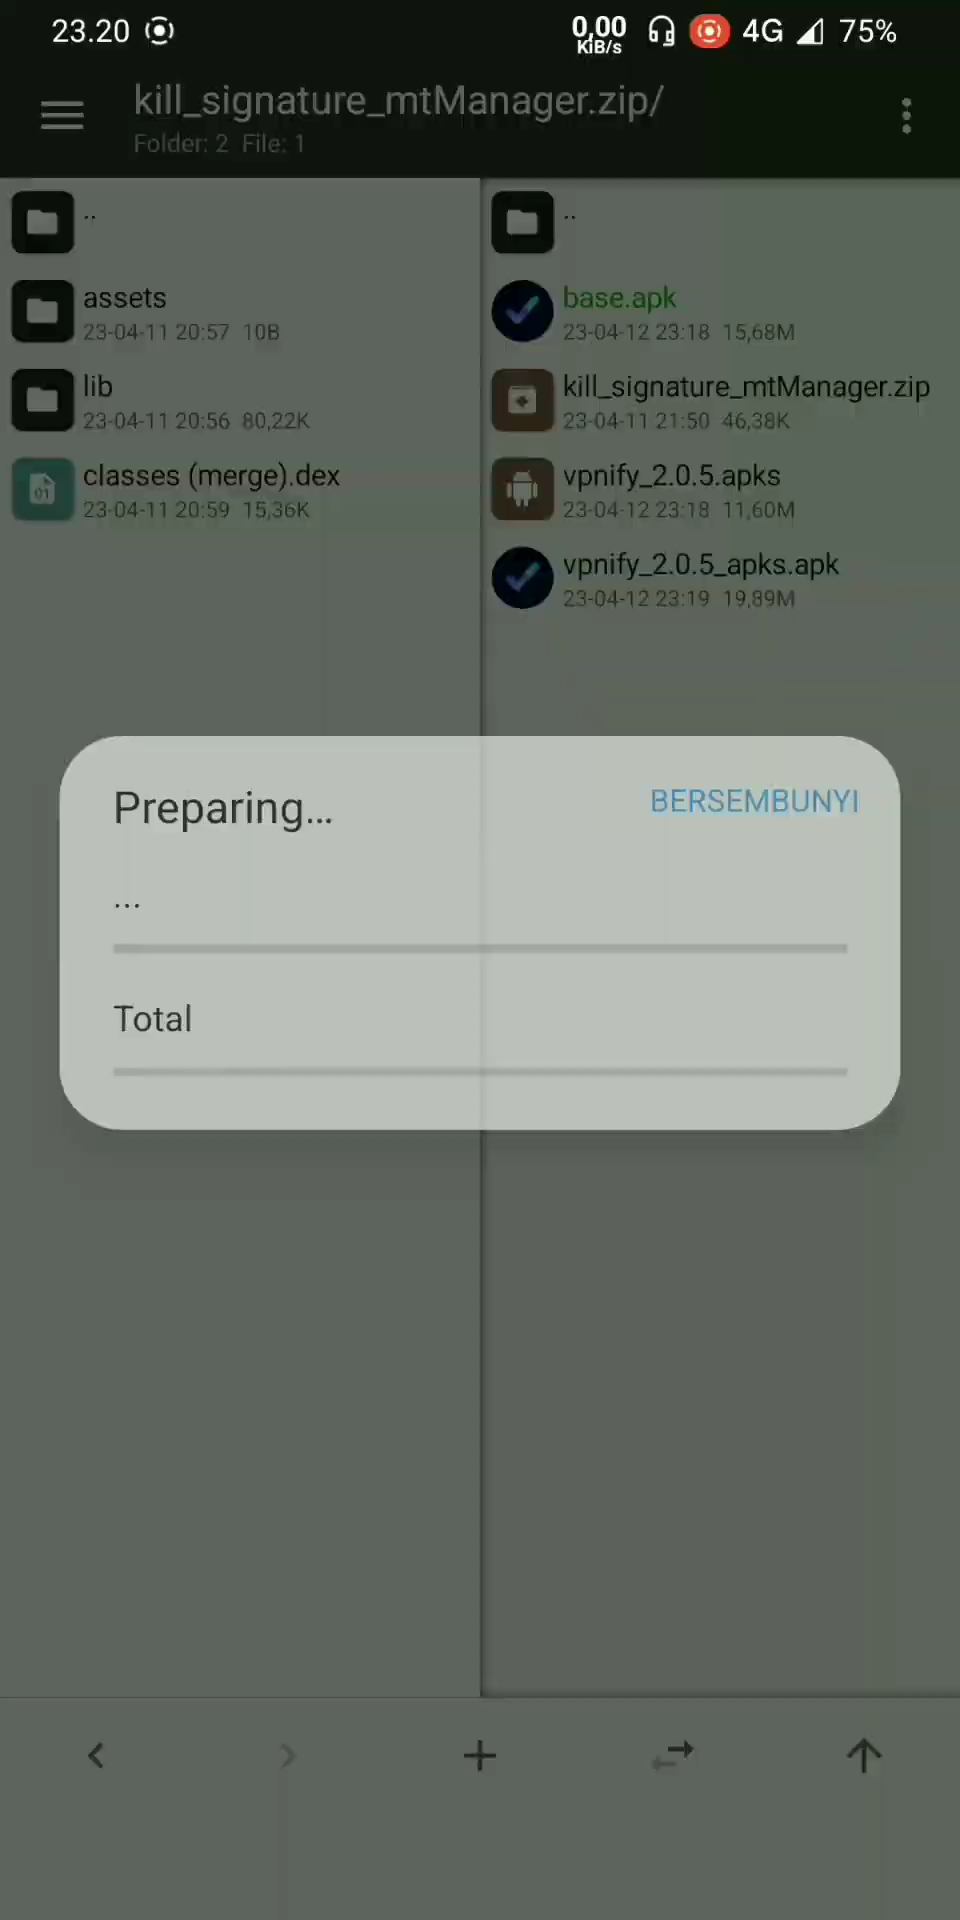 23.20
0,00
KiB/s
4G
75%
kill_signature_mtManager.zip/
Folder: 2 File: 1
..
assets
23-04-11 20:57 10B
lib
23-04-11 20:56 80,22K
classes (merge).dex
23-04-11 20:59 15,36K
..
base.apk
23-04-12 23:18 15,68M
kill_signature_mtManager.zip
23-04-11 21:50 46,38K
vpnify_2.0.5.apks
23-04-12 23:18 11,60M
vpnify_2.0.5_apks.apk
23-04-12 23:19 19,89M
Preparing...
BERSEMBUNYI
...
Total